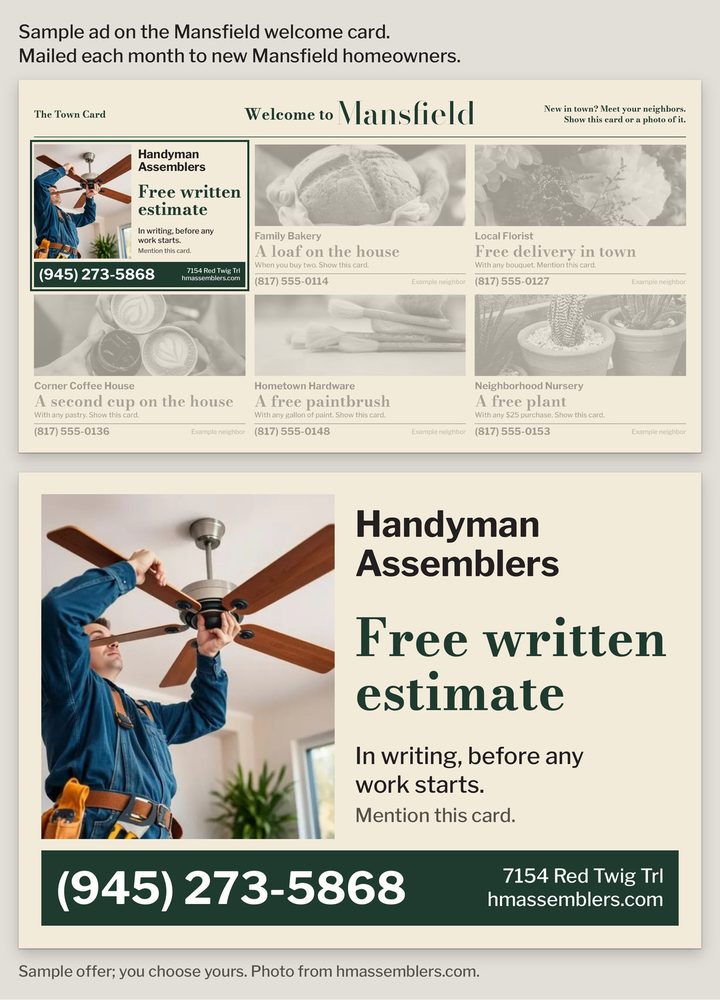 Sample ad on the Mansfield welcome card.
Mailed each month to new Mansfield homeowners.
The Town Card
Welcome to Mansfield
New in town? Meet your neighbors.
Show this card or a photo of it.
Handyman
Assemblers
Free written
estimate
In writing, before any
work starts.
Mention this card.
(945) 273-5868
7154 Red Twig Trl
hmassemblers.com
Family Bakery
A loaf on the house
When you buy two. Show this card.
(817) 555-0114
Example neighbor
Local Florist
Free delivery in town
With any bouquet. Mention this card.
(817) 555-0127
Example neighbor
Corner Coffee House
A second cup on the house
With any pastry. Show this card.
(817) 555-0136
Example neighbor
Hometown Hardware
A free paintbrush
With any gallon of paint. Show this card.
(817) 555-0148
Example neighbor
Neighborhood Nursery
A free plant
With any $25 purchase. Show this card.
(817) 555-0153
Example neighbor
Handyman
Assemblers
Free written
estimate
In writing, before any
work starts.
Mention this card.
(945) 273-5868
7154 Red Twig Trl
hmassemblers.com
Sample offer; you choose yours. Photo from hmassemblers.com.